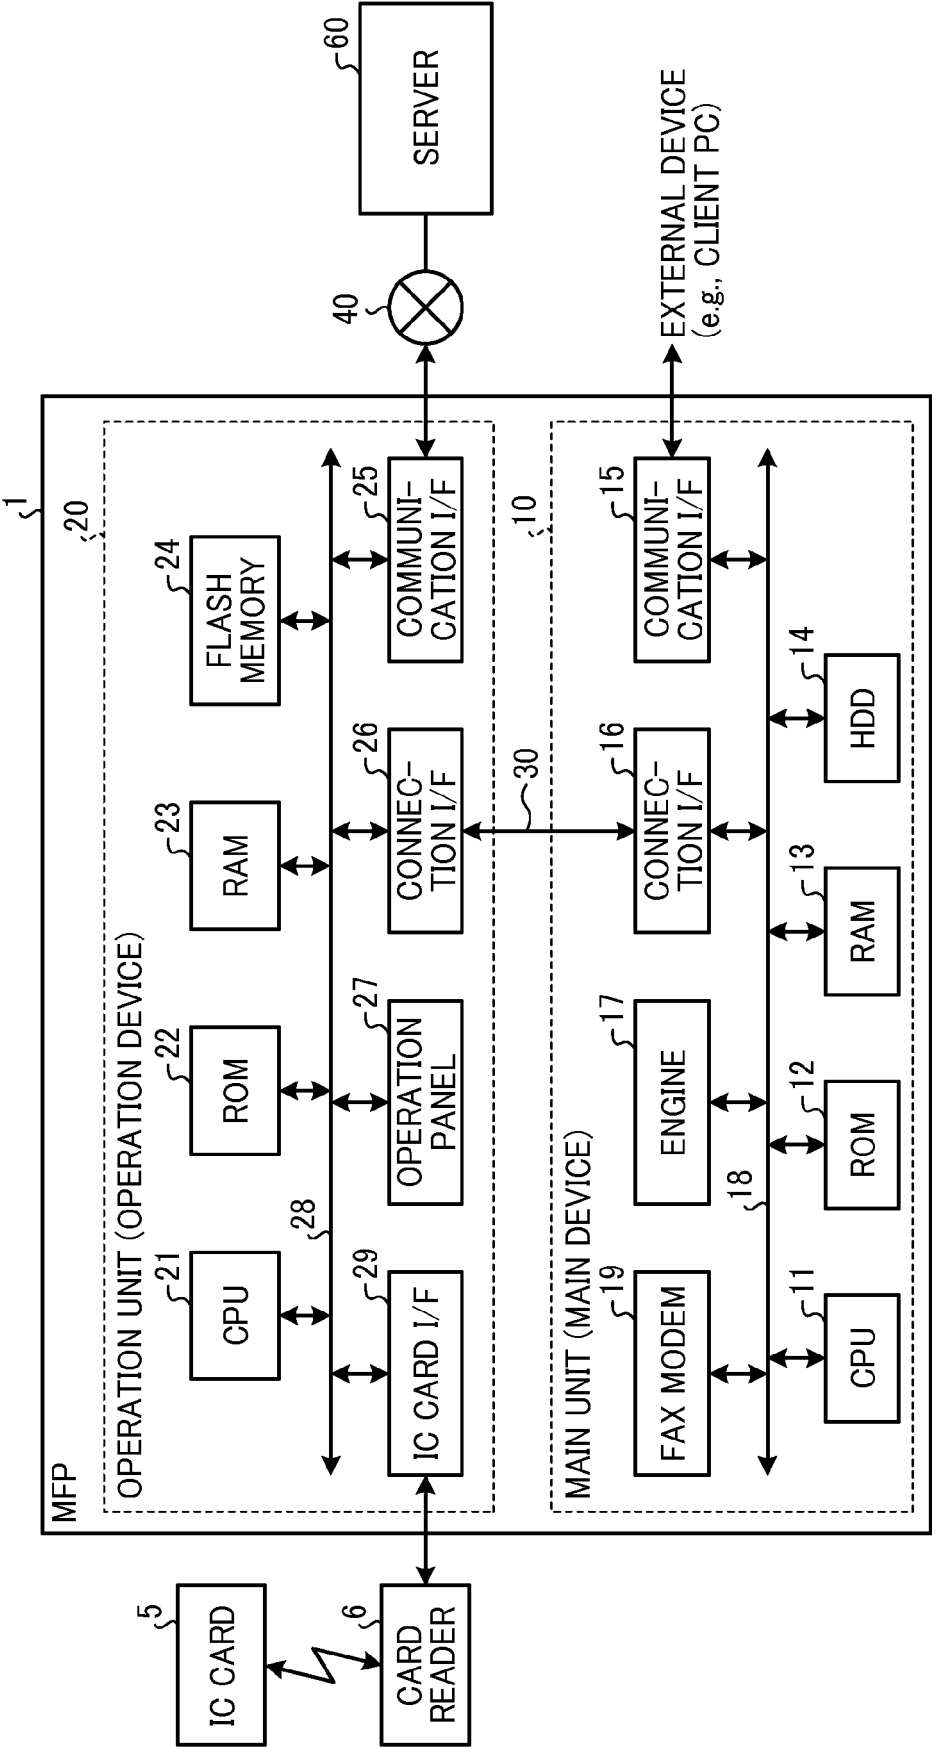 MFP
1
OPERATION UNIT (OPERATION DEVICE)
20
CPU
21
ROM
22
RAM
23
FLASH
MEMORY
24
28
IC CARD I/F
29
OPERATION
PANEL
27
CONNEC-
TION I/F
26
COMMUNI-
CATION I/F
25
IC CARD
5
CARD
READER
6
40
SERVER
60
30
MAIN UNIT (MAIN DEVICE)
10
FAX MODEM
19
ENGINE
17
CONNEC-
TION I/F
16
COMMUNI-
CATION I/F
15
18
CPU
11
ROM
12
RAM
13
HDD
14
EXTERNAL DEVICE
(e.g., CLIENT PC)